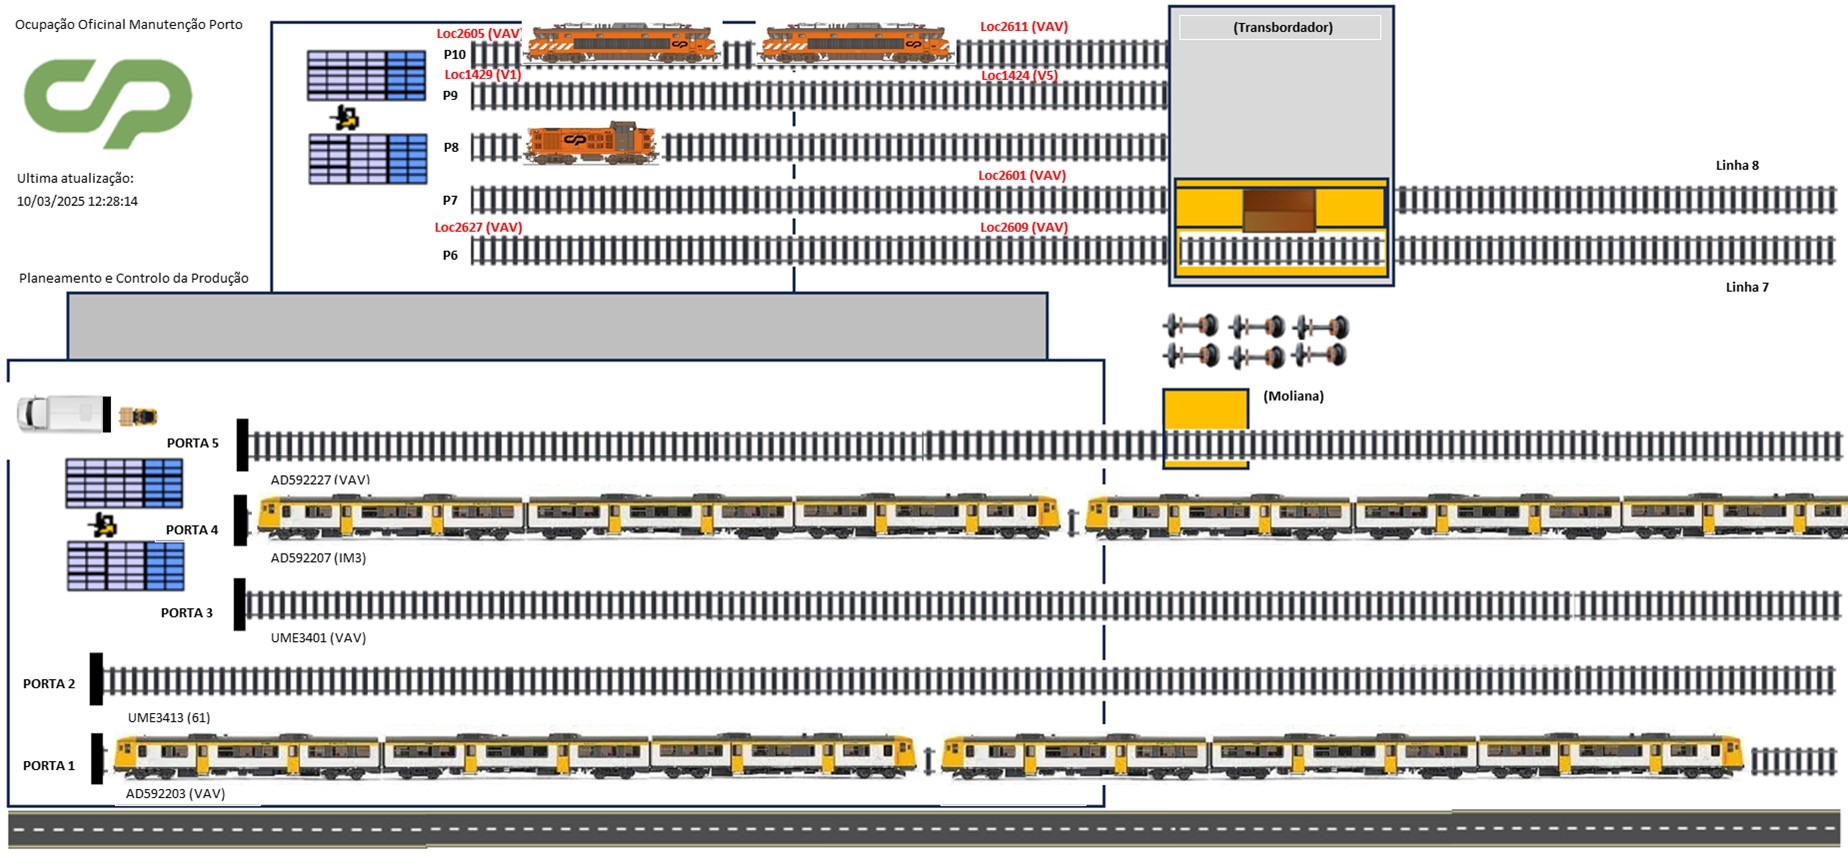 Ocupação Oficinal Manutenção Porto
Loc2605 (VAV)
Loc2611 (VAV)
(Transbordador)
P10
Loc1429 (V1)
Loc1424 (V5)
P9
P8
Linha 8
Ultima atualização:
10/03/2025 12:28:14
Loc2601 (VAV)
P7
Loc2627 (VAV)
Loc2609 (VAV)
P6
Planeamento e Controlo da Produção
Linha 7
(Moliana)
PORTA 5
AD592227 (VAV)
PORTA 4
AD592207 (IM3)
PORTA 3
UME3401 (VAV)
PORTA 2
UME3413 (61)
PORTA 1
AD592203 (VAV)